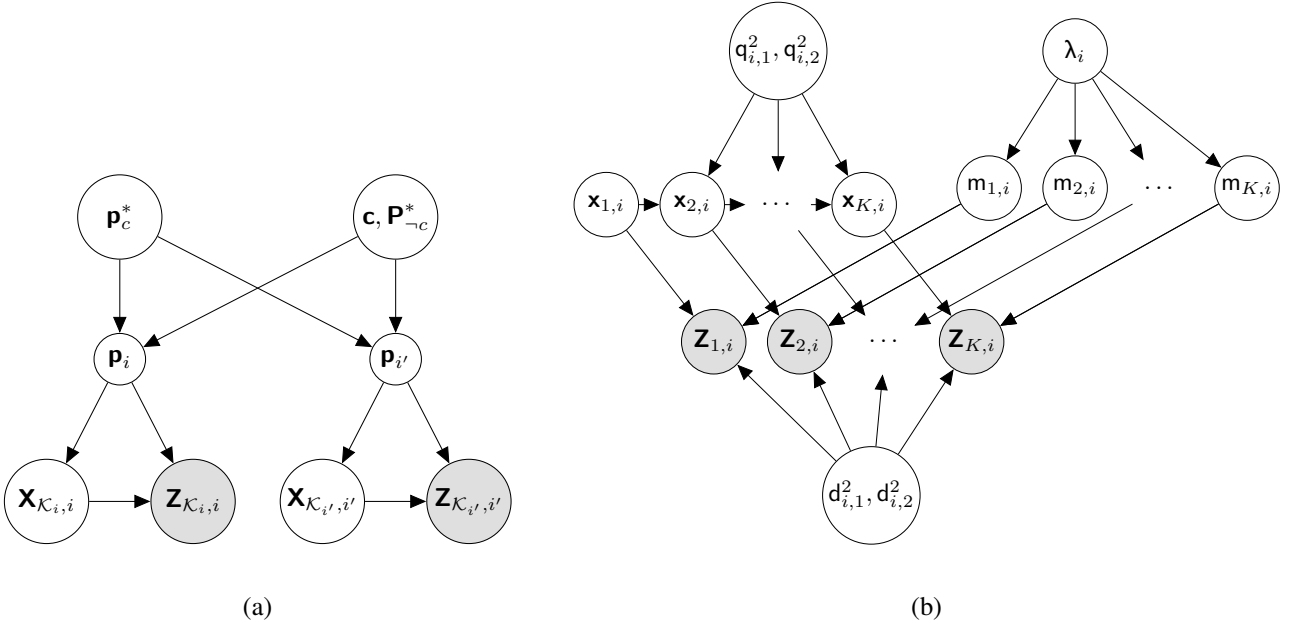 p*_c
c, P*_¬c
p_i
p_i′
X_𝒦_i,i
Z_𝒦_i,i
X_𝒦_i′,i′
Z_𝒦_i′,i′
(a)
q²_i,1, q²_i,2
λ_i
x_1,i
x_2,i
⋯
x_K,i
m_1,i
m_2,i
⋯
m_K,i
Z_1,i
Z_2,i
⋯
Z_K,i
d²_i,1, d²_i,2
(b)